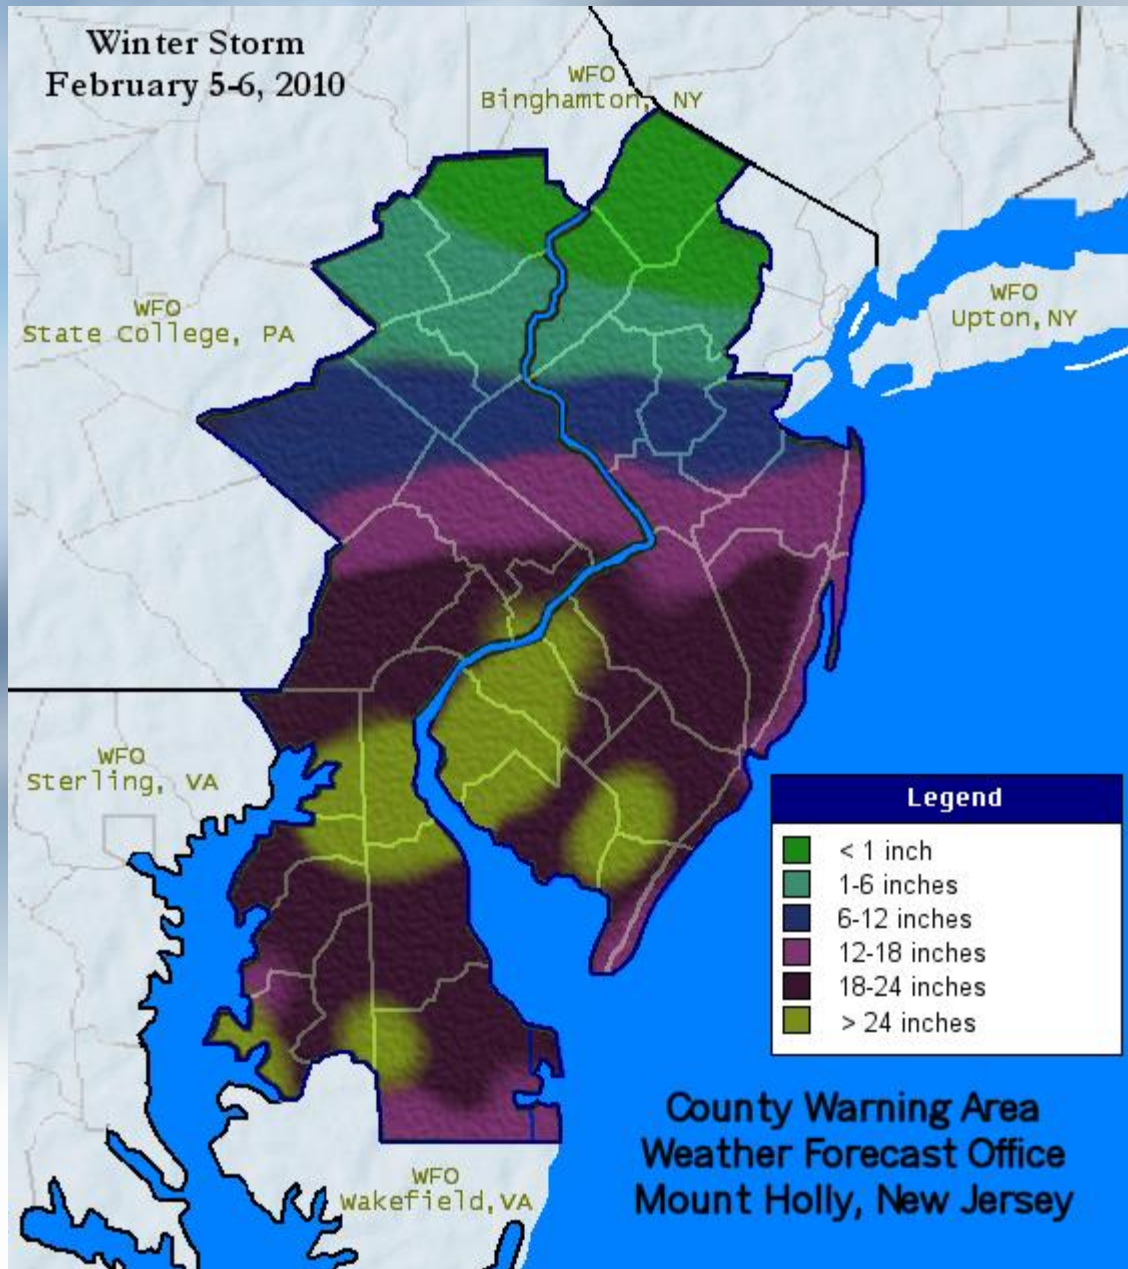 Winter Storm
February 5-6, 2010
WFO
Binghamton, NY
WFO
State College, PA
WFO
Upton, NY
WFO
Sterling, VA
Legend
< 1 inch
1-6 inches
6-12 inches
12-18 inches
18-24 inches
> 24 inches
County Warning Area
Weather Forecast Office
Mount Holly, New Jersey
WFO
Wakefield, VA